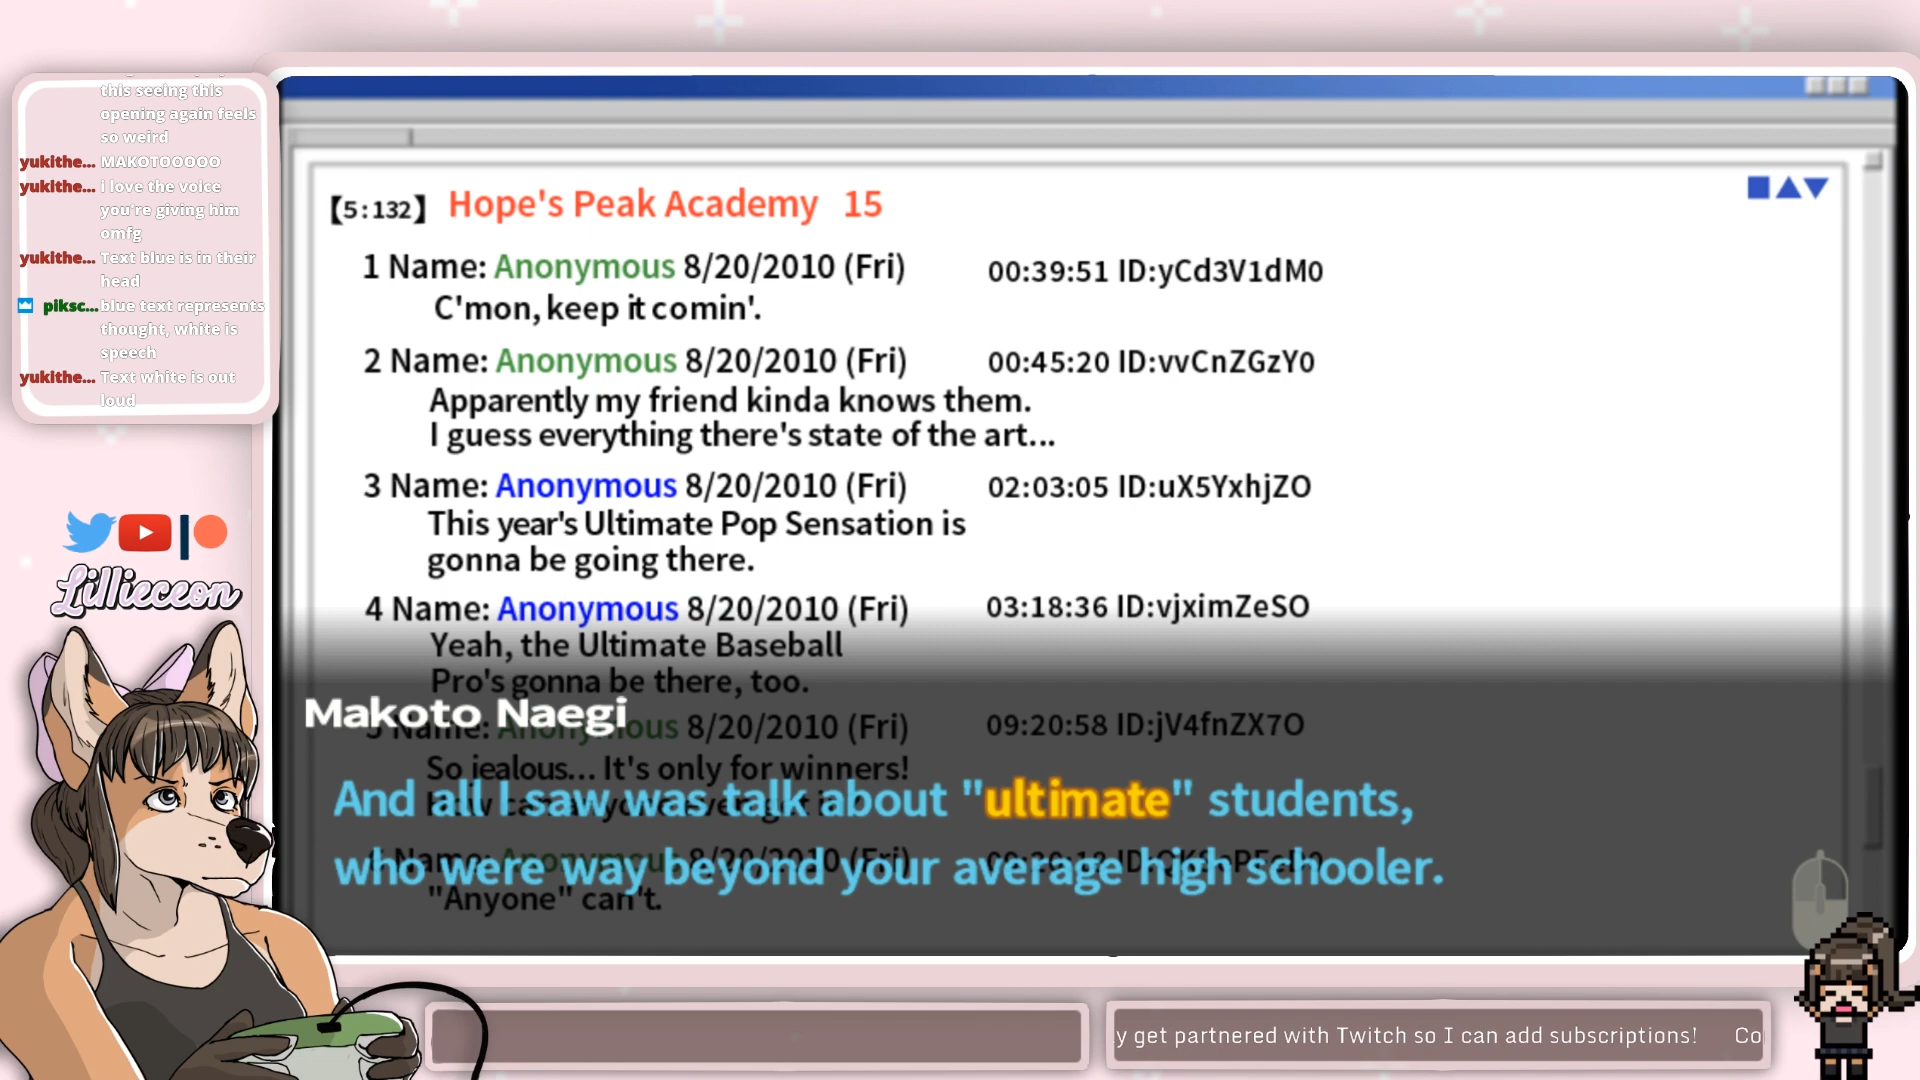 this seeing this
opening again feels
so weird
yukithe... MAKOTOOOOO
yukithe... i love the voice
you're giving him
omfg
yukithe... Text blue is in their
head
piksc... blue text represents
thought, white is
speech
yukithe... Text white is out
loud
Lillieceon
【5:132】 Hope's Peak Academy 15
1 Name: Anonymous 8/20/2010 (Fri) 00:39:51 ID:yCd3V1dM0
C'mon, keep it comin'.
2 Name: Anonymous 8/20/2010 (Fri) 00:45:20 ID:vvCnZGzY0
Apparently my friend kinda knows them.
I guess everything there's state of the art...
3 Name: Anonymous 8/20/2010 (Fri) 02:03:05 ID:uX5YxhjZO
This year's Ultimate Pop Sensation is
gonna be going there.
4 Name: Anonymous 8/20/2010 (Fri) 03:18:36 ID:vjximZeSO
Yeah, the Ultimate Baseball
Pro's gonna be there, too.
Makoto Naegi
5 Name: Anonymous 8/20/2010 (Fri) 09:20:58 ID:jV4fnZX7O
So jealous... It's only for winners!
And all I saw was talk about "ultimate" students,
who were way beyond your average high schooler.
Name: Anonymous 8/20/2010 (Fri)
"Anyone" can't.
y get partnered with Twitch so I can add subscriptions! Co